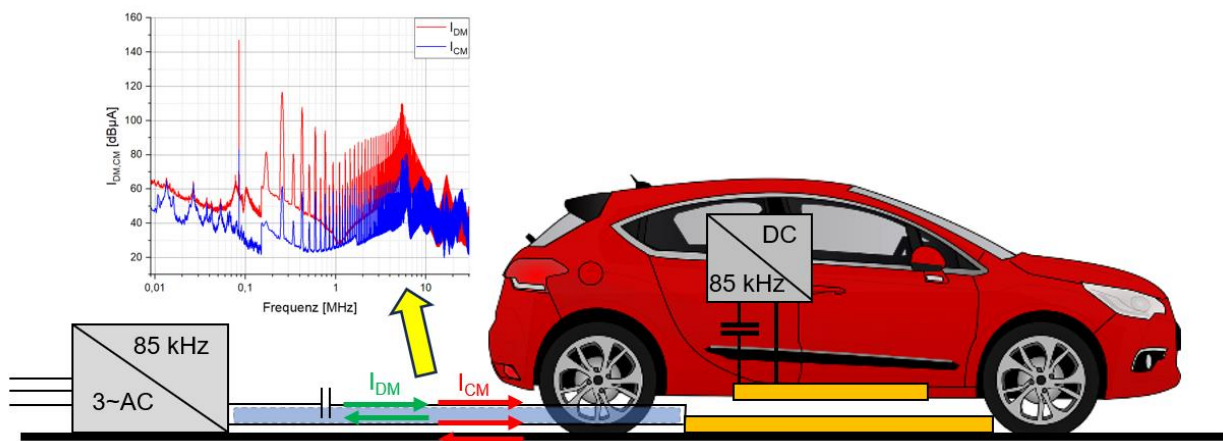 160
140
120
100
80
60
40
20
I_DM,CM [dBµA]
I_DM
I_CM
0,01
0,1
1
10
Frequenz [MHz]
DC
85 kHz
85 kHz
3~AC
I_DM
I_CM